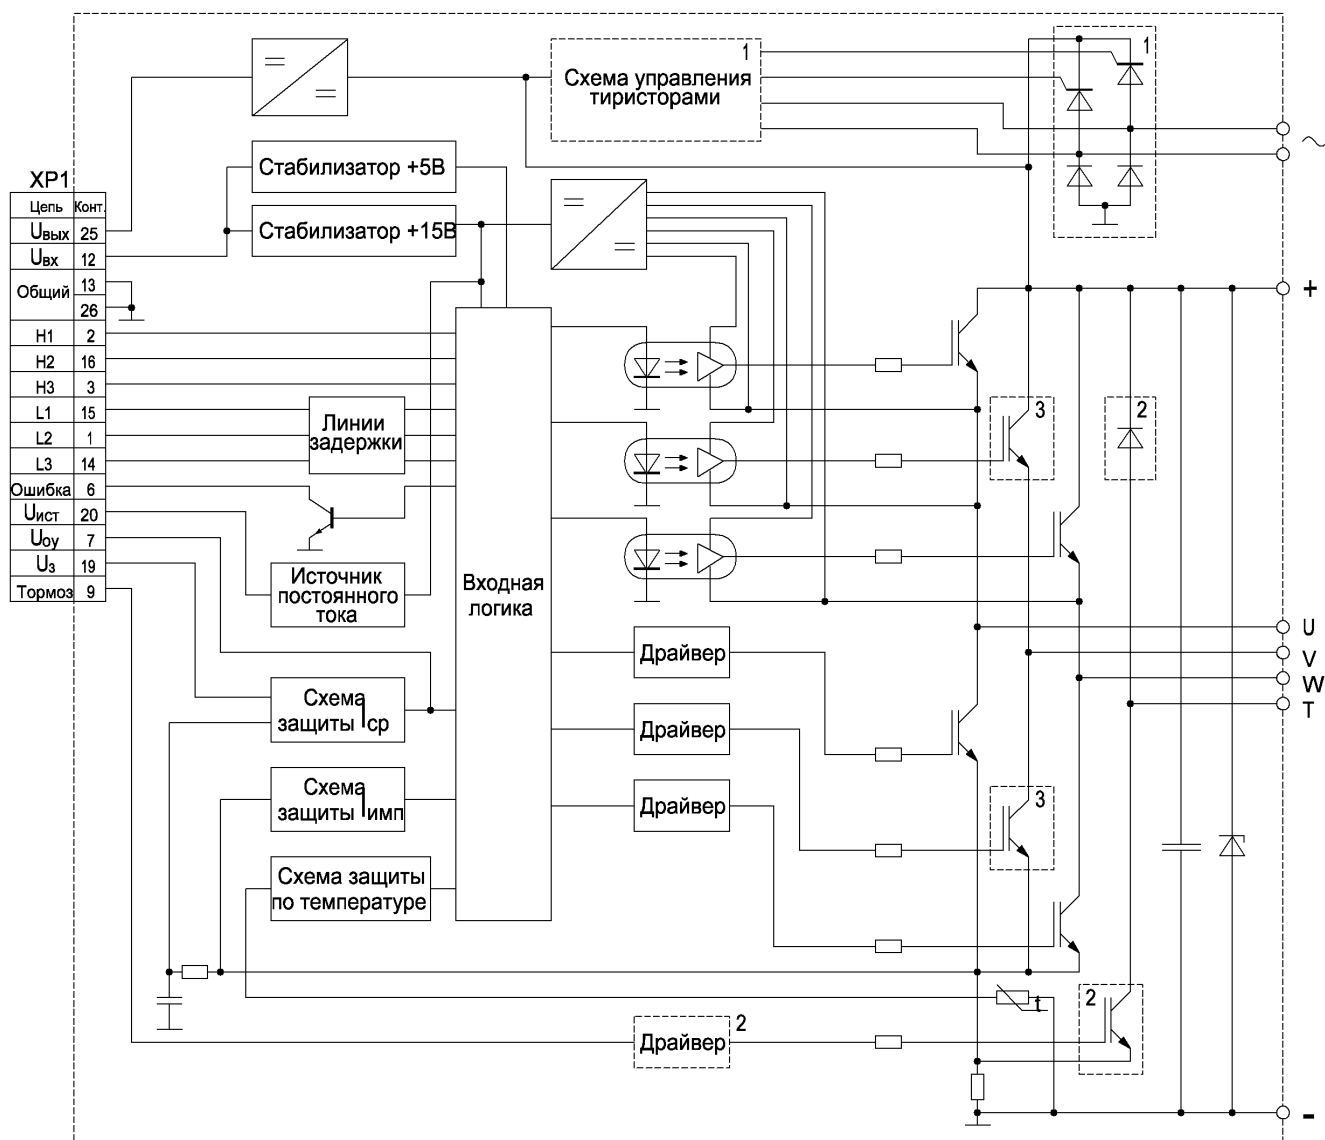 1
Схема управления
тиристорами
1
Стабилизатор +5В
XP1
Цепь Конт.
Стабилизатор +15В
Uвых 25
Uвх 12
Общий 13
26
H1 2
H2 16
H3 3
L1 15
L2 1
L3 14
Ошибка 6
Uист 20
Uоу 7
Uз 19
Тормоз 9
Линии
задержки
Источник
постоянного
тока
Входная
логика
Схема
защиты Iср
Схема
защиты Iимп
Схема защиты
по температуре
Драйвер
Драйвер
Драйвер
Драйвер 2
3
2
3
2
t
+
U
V
W
T
-